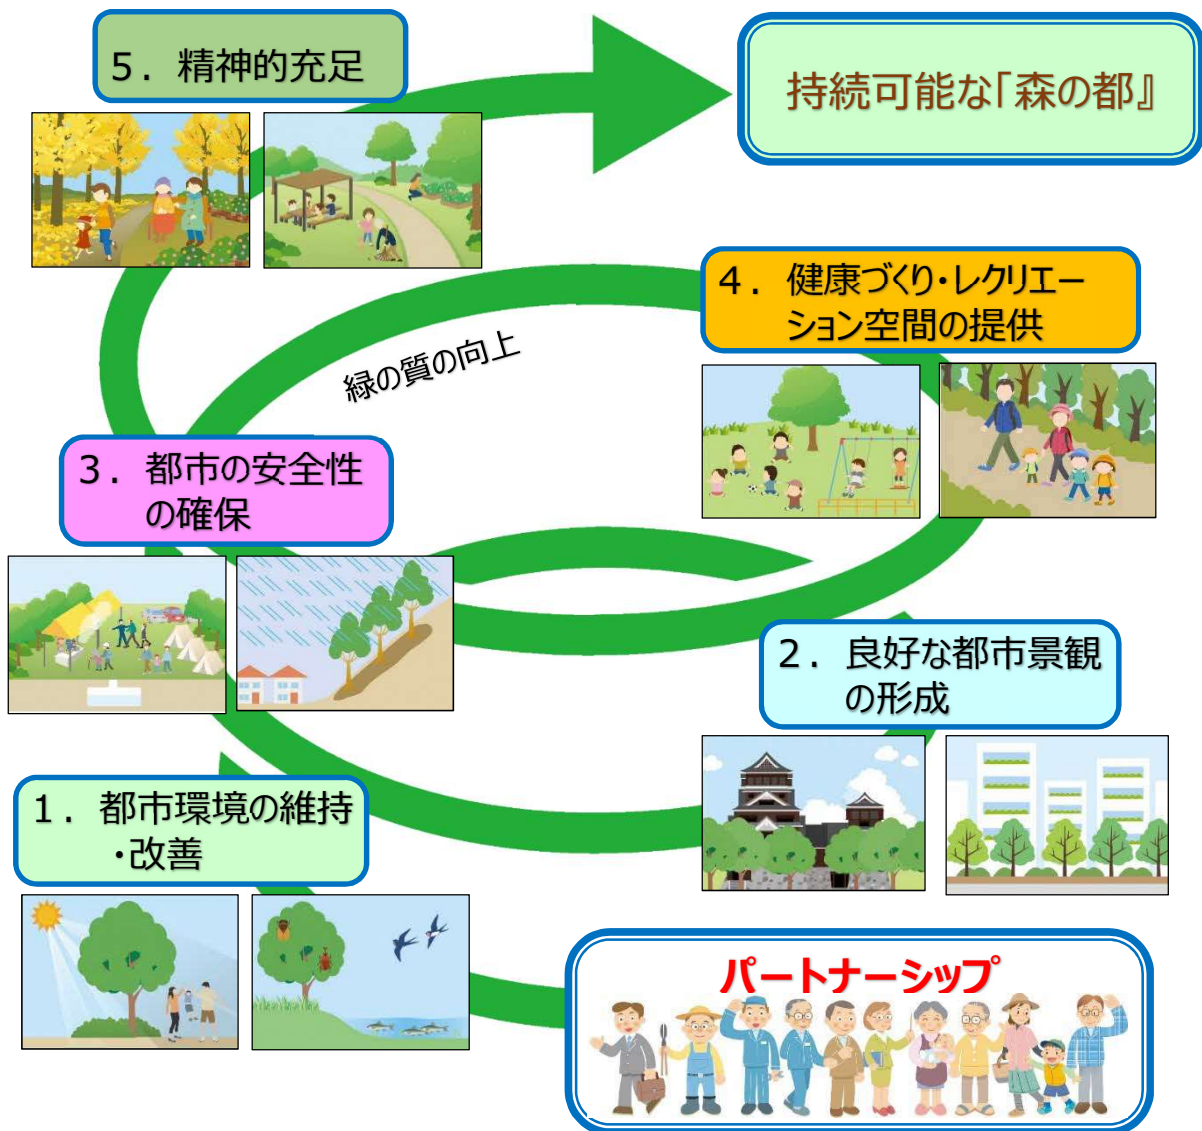 5．精神的充足
持続可能な「森の都』
4．健康づくり・レクリエー
ション空間の提供
緑の質の向上
3．都市の安全性
の確保
2．良好な都市景観
の形成
1．都市環境の維持
・改善
パートナーシップ